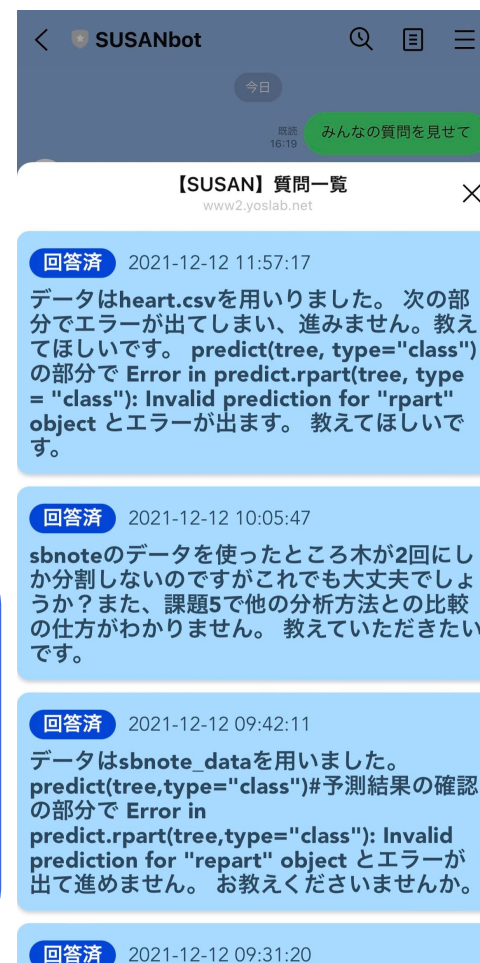 SUSANbot
今日
既読
16:19
みんなの質問を見せて
【SUSAN】質問一覧
www2.yoslab.net
回答済 2021-12-12 11:57:17
データはheart.csvを用いりました。 次の部
分でエラーが出てしまい、進みません。教え
てほしいです。 predict(tree, type="class")
の部分で Error in predict.rpart(tree, type
= "class"): Invalid prediction for "rpart"
object とエラーが出ます。 教えてほしいで
す。
回答済 2021-12-12 10:05:47
sbnoteのデータを使ったところ木が2回にし
か分割しないのですがこれでも大丈夫でしょ
うか？また、課題5で他の分析方法との比較
の仕方がわかりません。 教えていただきたい
です。
回答済 2021-12-12 09:42:11
データはsbnote_dataを用いました。
predict(tree,type="class")#予測結果の確認
の部分で Error in
predict.rpart(tree,type="class"): Invalid
prediction for "repart" object とエラーが
出て進めません。 お教えくださいませんか。
回答済 2021-12-12 09:31:20